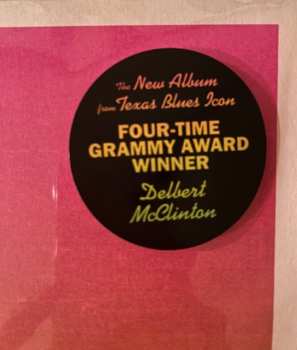 The New Album
from Texas Blues Icon
FOUR-TIME
GRAMMY AWARD
WINNER
Delbert
McClinton